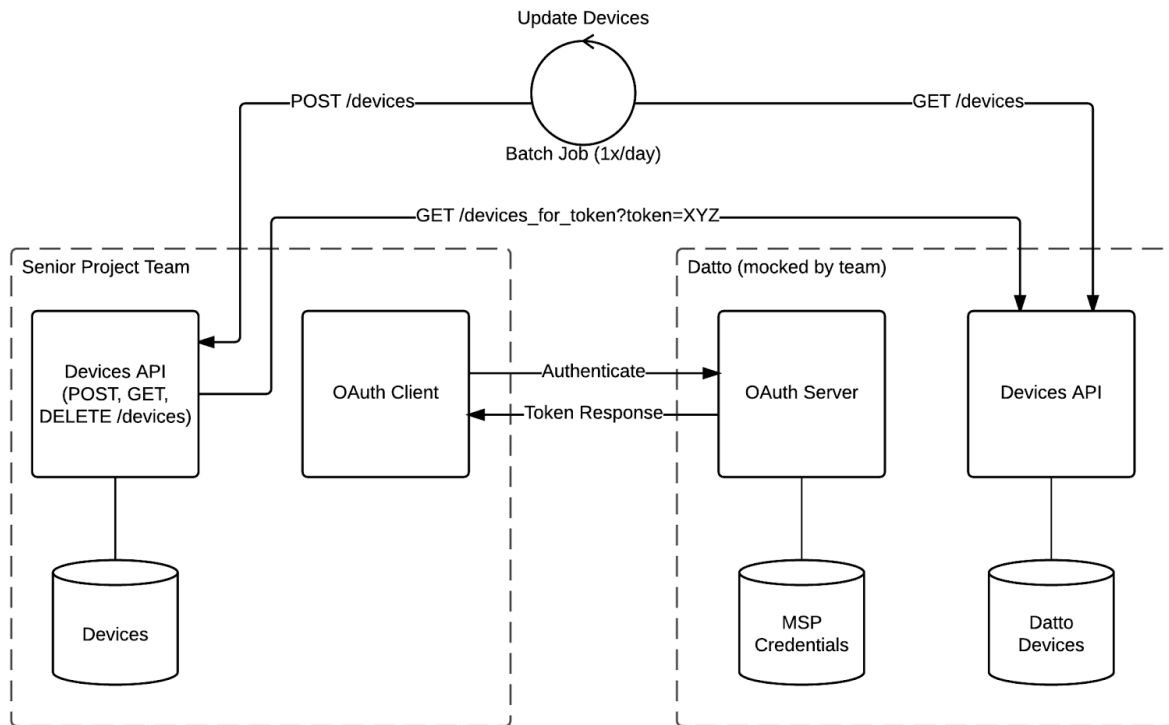 Update Devices
POST /devices
GET /devices
Batch Job (1x/day)
GET /devices_for_token?token=XYZ
Senior Project Team
Datto (mocked by team)
Devices API
(POST, GET,
DELETE /devices)
OAuth Client
Authenticate
Token Response
OAuth Server
Devices API
Devices
MSP
Credentials
Datto
Devices